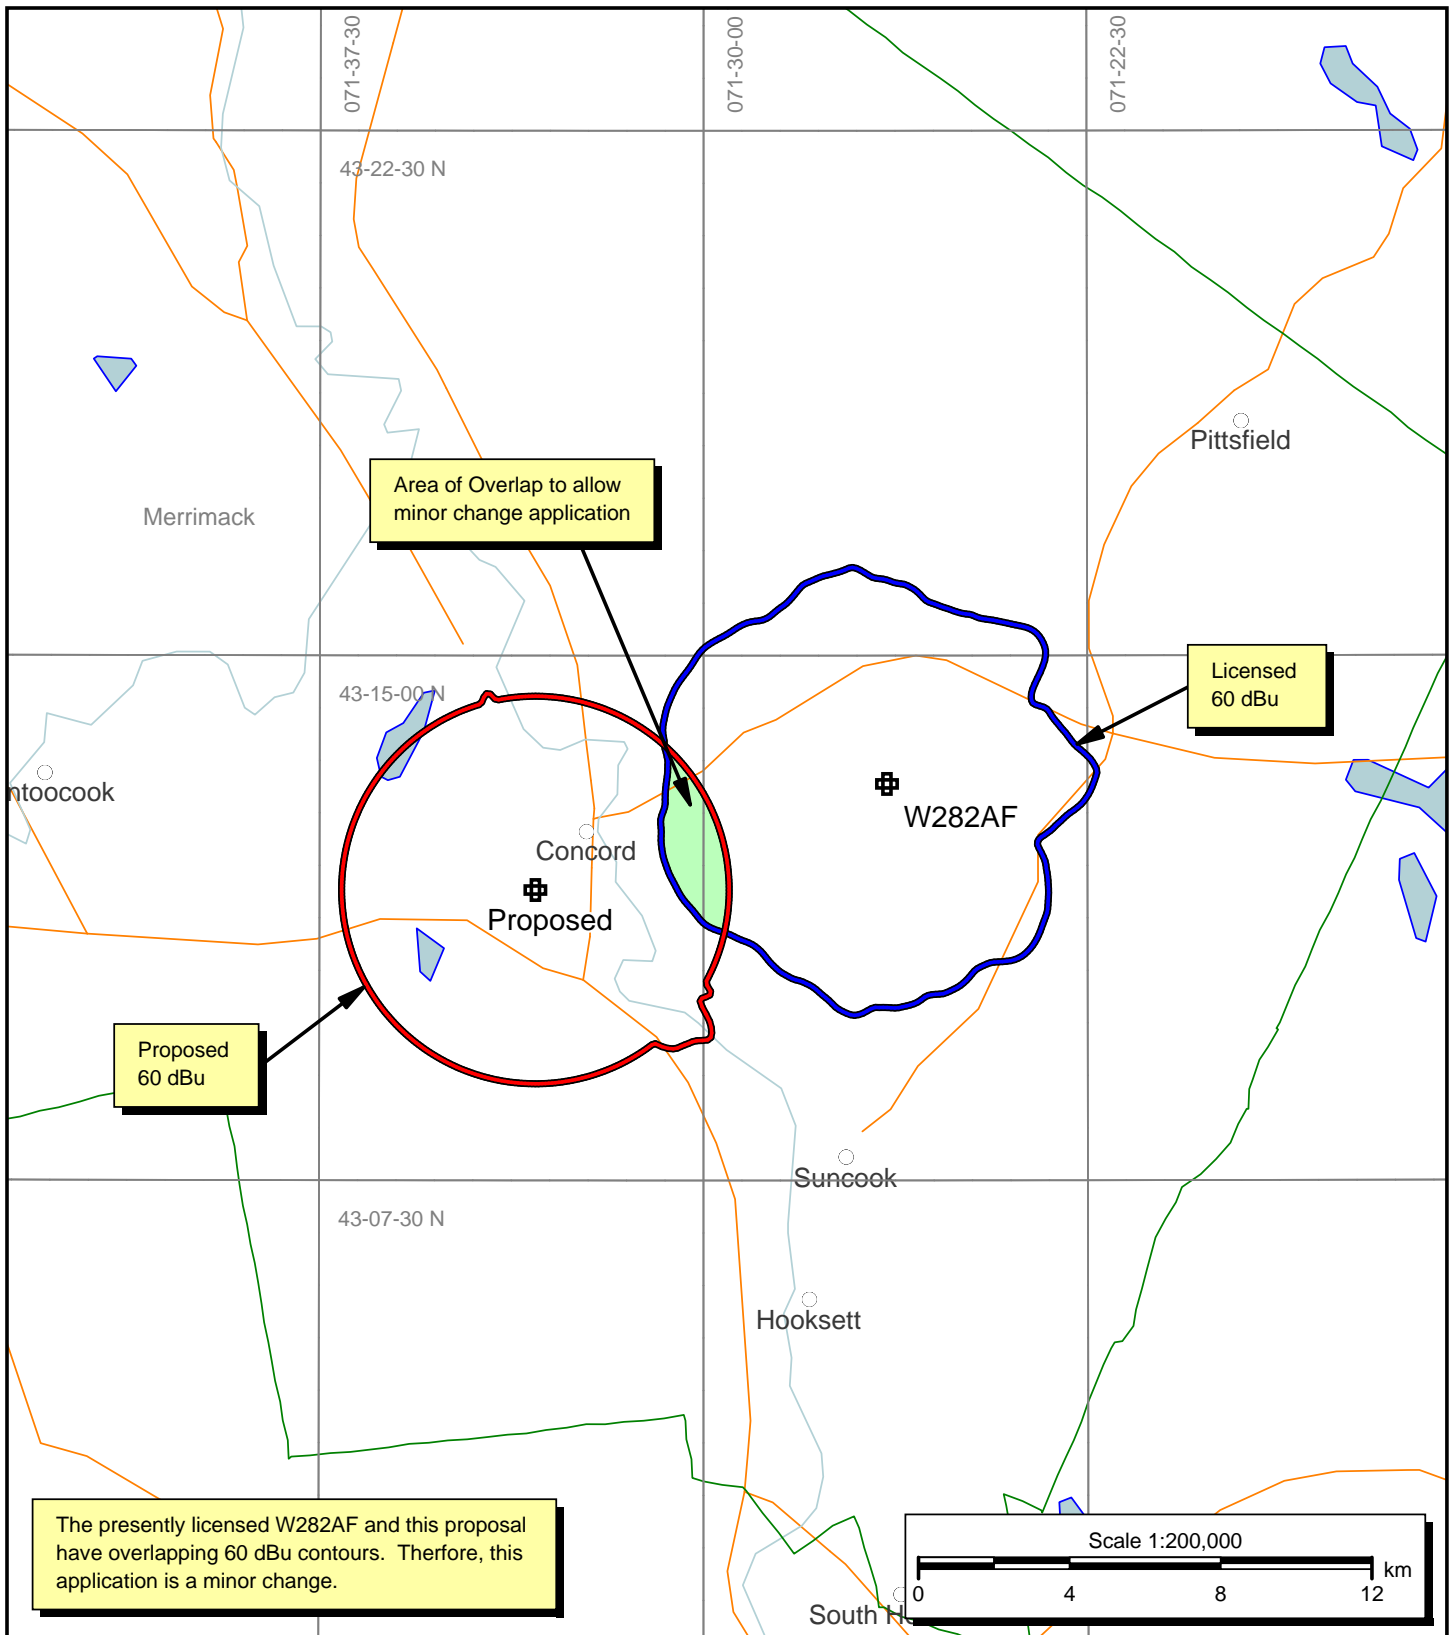 071-37-30
071-30-00
071-22-30
43-22-30 N
Pittsfield
Area of Overlap to allow
minor change application
Merrimack
Licensed
60 dBu
43-15-00 N
ntoocook
W282AF
Concord
Proposed
Proposed
60 dBu
Suncook
43-07-30 N
Hooksett
The presently licensed W282AF and this proposal
have overlapping 60 dBu contours. Therfore, this
application is a minor change.
Scale 1:200,000
km
0 4 8 12
South Ho